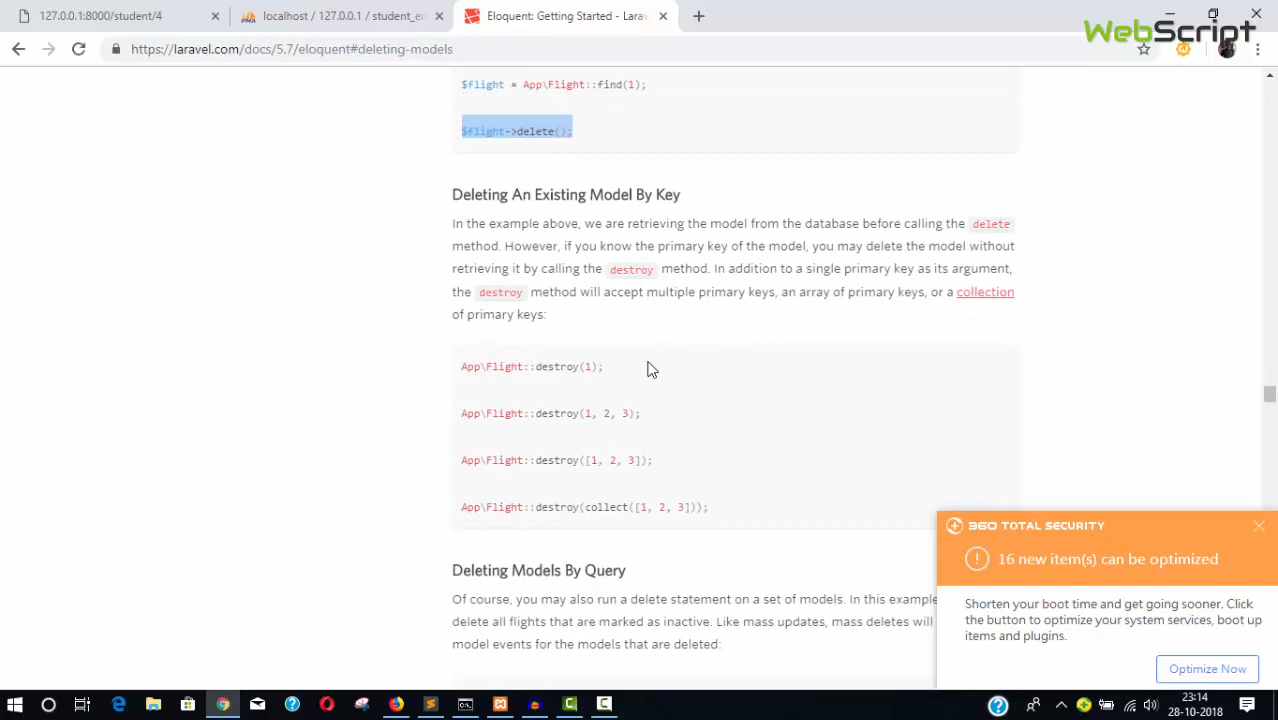 127.0.0.1:8000/student/4
localhost / 127.0.0.1 / student_em
Eloquent: Getting Started - Larav
WebScript
https://laravel.com/docs/5.7/eloquent#deleting-models
$flight = App\Flight::find(1);
$flight->delete();
Deleting An Existing Model By Key
In the example above, we are retrieving the model from the database before calling the delete
method. However, if you know the primary key of the model, you may delete the model without
retrieving it by calling the destroy method. In addition to a single primary key as its argument,
the destroy method will accept multiple primary keys, an array of primary keys, or a collection
of primary keys:
App\Flight::destroy(1);
App\Flight::destroy(1, 2, 3);
App\Flight::destroy([1, 2, 3]);
App\Flight::destroy(collect([1, 2, 3]));
Deleting Models By Query
Of course, you may also run a delete statement on a set of models. In this example
delete all flights that are marked as inactive. Like mass updates, mass deletes will
model events for the models that are deleted:
360 TOTAL SECURITY
16 new item(s) can be optimized
Shorten your boot time and get going sooner. Click
the button to optimize your system services, boot up
items and plugins.
Optimize Now
23:14
28-10-2018